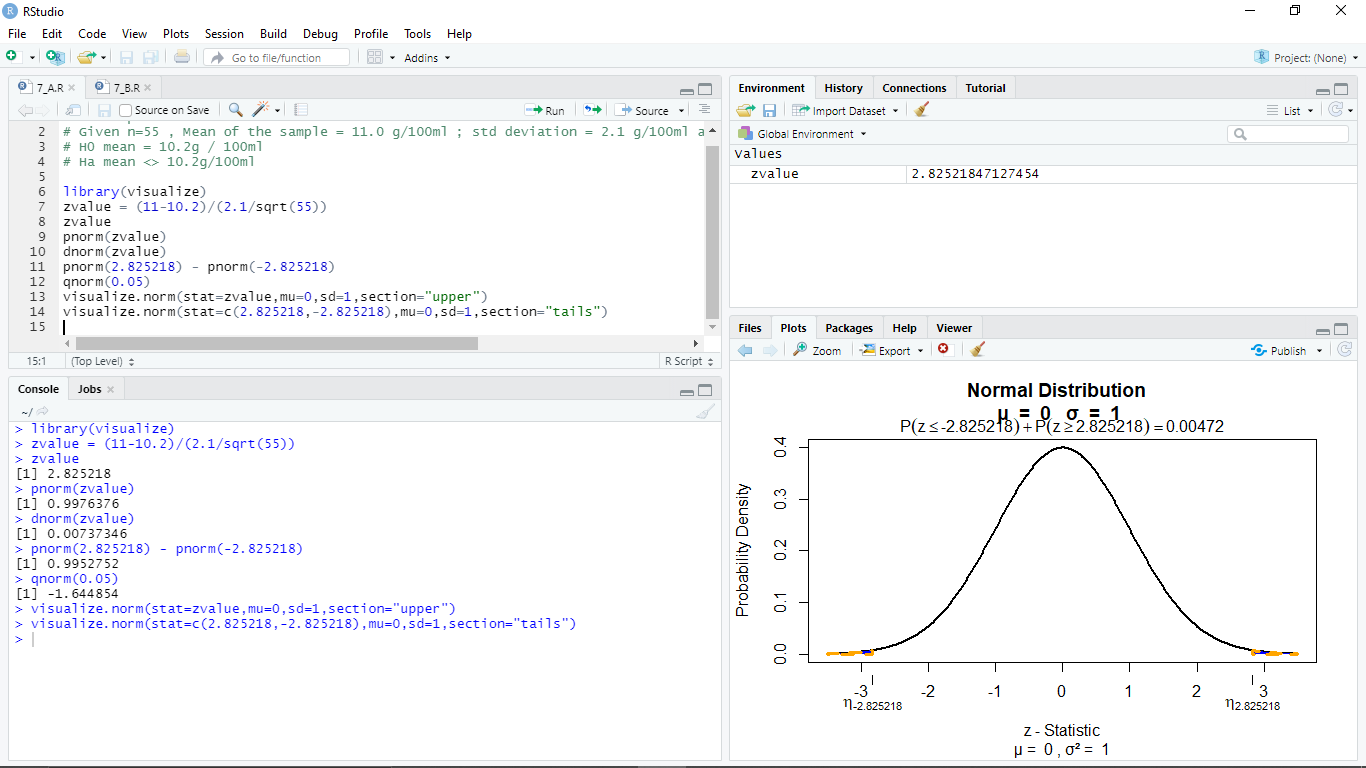 RStudio
File Edit Code View Plots Session Build Debug Profile Tools Help
Go to file/function Addins Project: (None)
7_A.R 7_B.R
Source on Save Run Source
2 # Given n=55 , Mean of the sample = 11.0 g/100ml ; std deviation = 2.1 g/100ml a
3 # H0 mean = 10.2g / 100ml
4 # Ha mean <> 10.2g/100ml
5
6 library(visualize)
7 zvalue = (11-10.2)/(2.1/sqrt(55))
8 zvalue
9 pnorm(zvalue)
10 dnorm(zvalue)
11 pnorm(2.825218) - pnorm(-2.825218)
12 qnorm(0.05)
13 visualize.norm(stat=zvalue,mu=0,sd=1,section="upper")
14 visualize.norm(stat=c(2.825218,-2.825218),mu=0,sd=1,section="tails")
15
15:1 (Top Level) R Script
Console Jobs
~/
> library(visualize)
> zvalue = (11-10.2)/(2.1/sqrt(55))
> zvalue
[1] 2.825218
> pnorm(zvalue)
[1] 0.9976376
> dnorm(zvalue)
[1] 0.00737346
> pnorm(2.825218) - pnorm(-2.825218)
[1] 0.9952752
> qnorm(0.05)
[1] -1.644854
> visualize.norm(stat=zvalue,mu=0,sd=1,section="upper")
> visualize.norm(stat=c(2.825218,-2.825218),mu=0,sd=1,section="tails")
>
Environment History Connections Tutorial
Import Dataset List
Global Environment
Values
zvalue 2.82521847127454
Files Plots Packages Help Viewer
Zoom Export Publish
Normal Distribution
μ = 0 σ = 1
P(z ≤ -2.825218) + P(z ≥ 2.825218) = 0.00472
Probability Density
0.4
0.3
0.2
0.1
0.0
-3 -2 -1 0 1 2 3
η-2.825218 η2.825218
z - Statistic
μ = 0 , σ² = 1